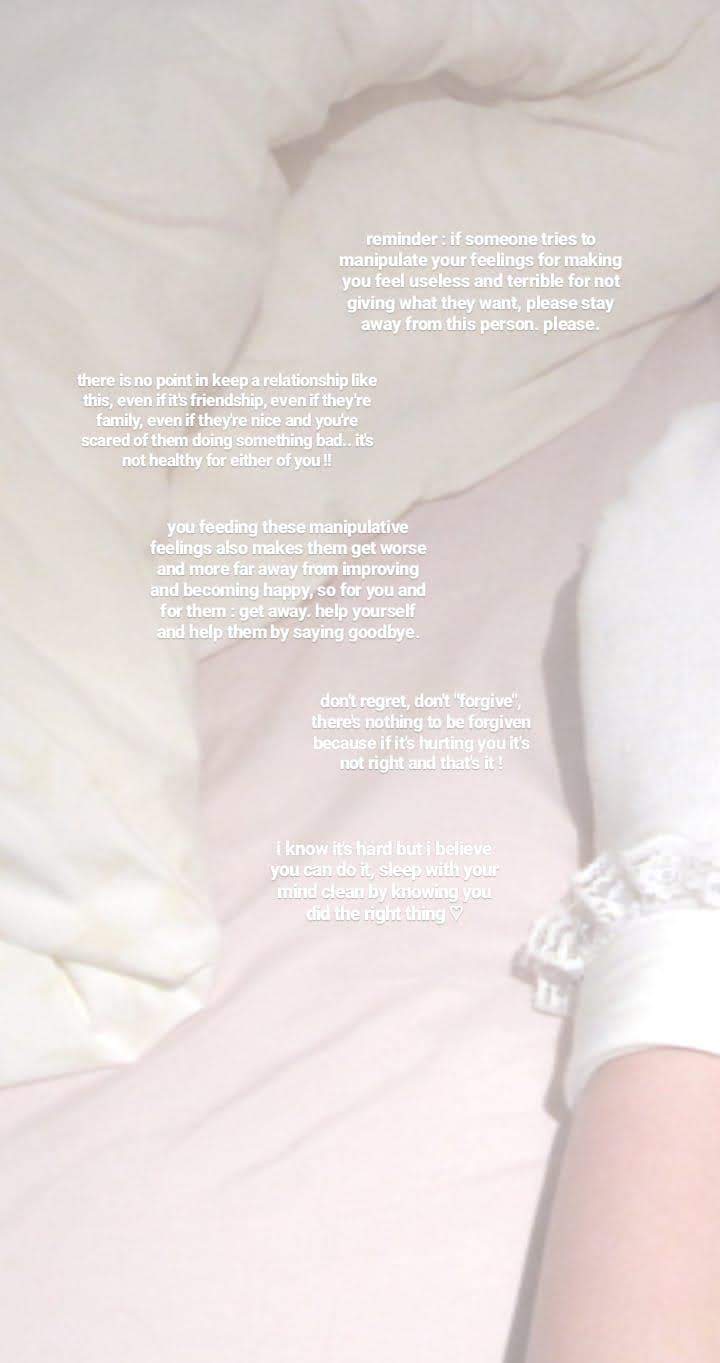 reminder : if someone tries to
manipulate your feelings for making
you feel useless and terrible for not
giving what they want, please stay
away from this person. please.
there is no point in keep a relationship like
this, even if it's friendship, even if they're
family, even if they're nice and you're
scared of them doing something bad.. it's
not healthy for either of you !!
you feeding these manipulative
feelings also makes them get worse
and more far away from improving
and becoming happy, so for you and
for them : get away. help yourself
and help them by saying goodbye.
don't regret, don't "forgive",
there's nothing to be forgiven
because if it's hurting you it's
not right and that's it !
i know it's hard but i believe
you can do it, sleep with your
mind clean by knowing you
did the right thing ♡